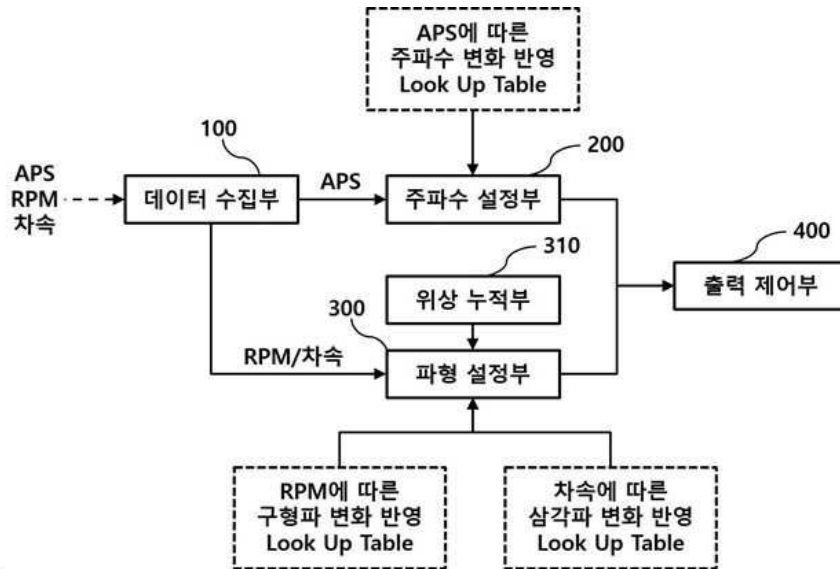 APS에 따른
주파수 변화 반영
Look Up Table
100
200
APS
RPM
차속
데이터 수집부
APS
주파수 설정부
310
400
위상 누적부
출력 제어부
300
RPM/차속
파형 설정부
RPM에 따른
구형파 변화 반영
Look Up Table
차속에 따른
삼각파 변화 반영
Look Up Table